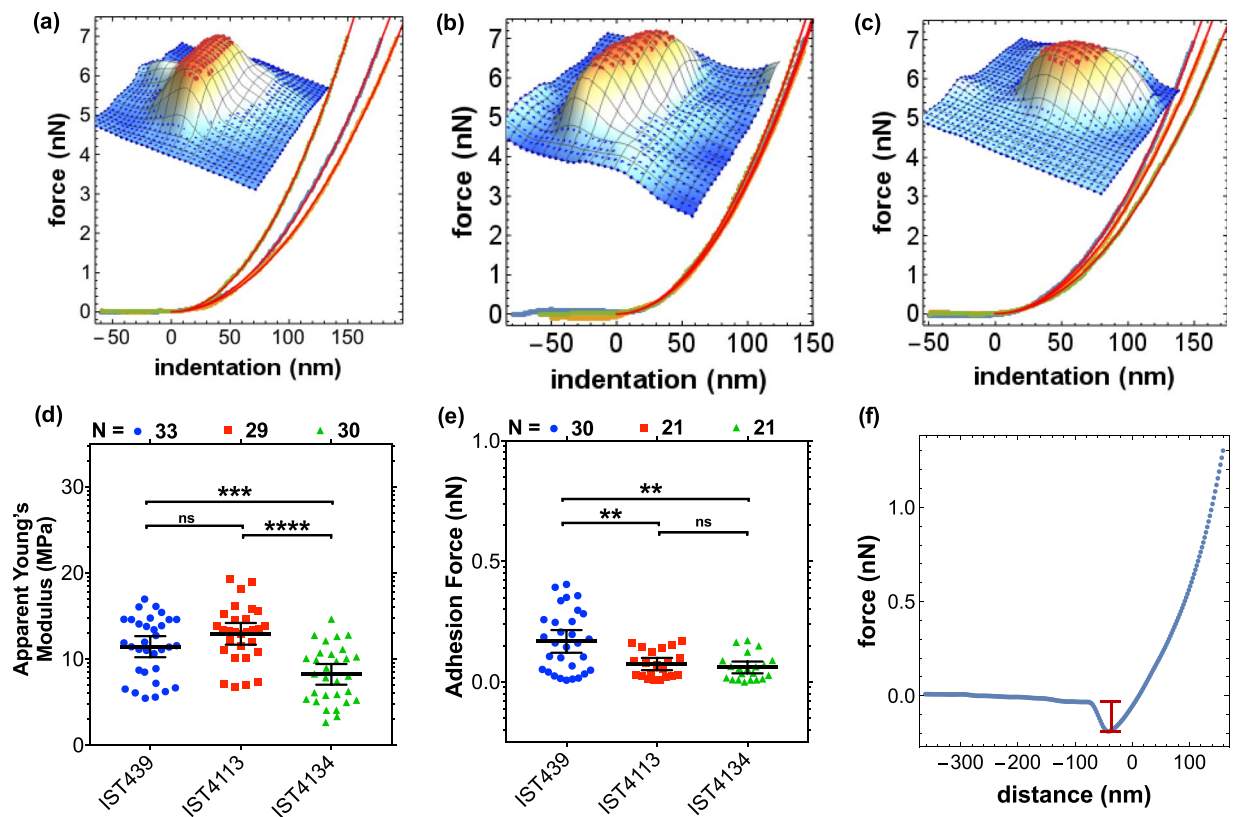 (a)
force (nN)
7
6
5
4
3
2
1
0
−50 0 50 100 150
indentation (nm)
(b)
force (nN)
7
6
5
4
3
2
1
0
−50 0 50 100 150
indentation (nm)
(c)
force (nN)
7
6
5
4
3
2
1
0
−50 0 50 100 150
indentation (nm)
(d)
N = 33 29 30
Apparent Young's
Modulus (MPa)
30
20
10
0
***
ns
****
IST439
IST4113
IST4134
(e)
N = 30 21 21
Adhesion Force (nN)
1.0
0.5
0.0
**
**
ns
IST439
IST4113
IST4134
(f)
force (nN)
1.0
0.5
0.0
−300 −200 −100 0 100
distance (nm)